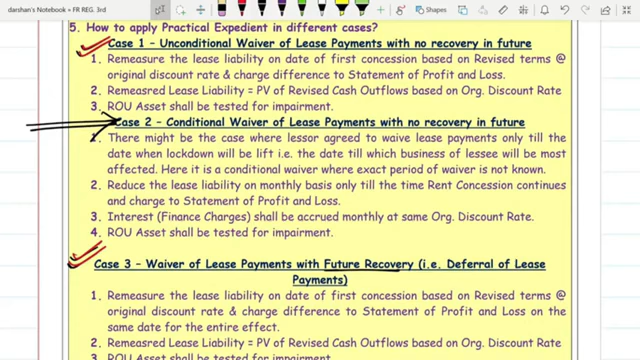 darshan's Notebook » FR REG. 3rd
5. How to apply Practical Expedient in different cases?
Case 1 – Unconditional Waiver of Lease Payments with no recovery in future
1. Remeasure the lease liability on date of first concession based on Revised terms @
original discount rate & charge difference to Statement of Profit and Loss.
2. Remeasred Lease Liability = PV of Revised Cash Outflows based on Org. Discount Rate
3. ROU Asset shall be tested for impairment.
Case 2 – Conditional Waiver of Lease Payments with no recovery in future
1. There might be the case where lessor agreed to waive lease payments only till the
date when lockdown will be lift i.e. the date till which business of lessee will be
most affected. Here it is a conditional waiver where exact period of waiver is not known.
2. Reduce the lease liability on monthly basis only till the time Rent Concession continues
and charge to Statement of Profit and Loss.
3. Interest (Finance Charges) shall be accrued monthly at same Org. Discount Rate.
4. ROU Asset shall be tested for impairment.
Case 3 – Waiver of Lease Payments with Future Recovery (i.e. Deferral of Lease
Payments)
1. Remeasure the lease liability on date of first concession based on Revised terms @
original discount rate & charge difference to Statement of Profit and Loss on
the same date for the entire effect.
2. Remeasred Lease Liability = PV of Revised Cash Outflows based on Org. Discount Rate
3. ROU Asset shall be tested for impairment.